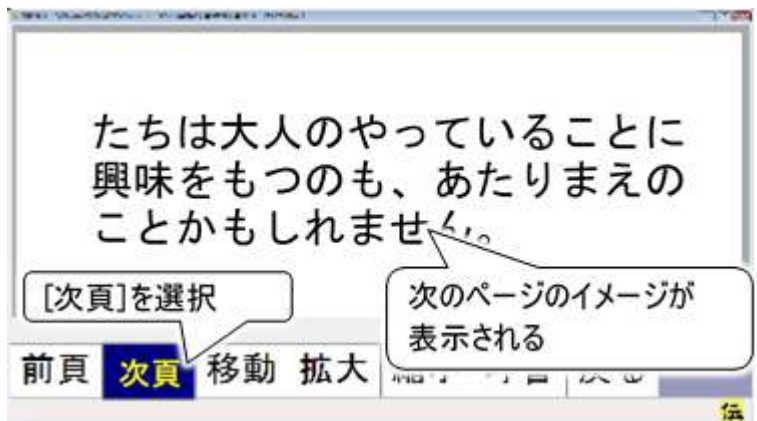 たちは大人のやっていることに
興味をもつのも、あたりまえの
ことかもしれません。
[次頁]を選択
次のページのイメージが
表示される
前頁 次頁 移動 拡大
伝